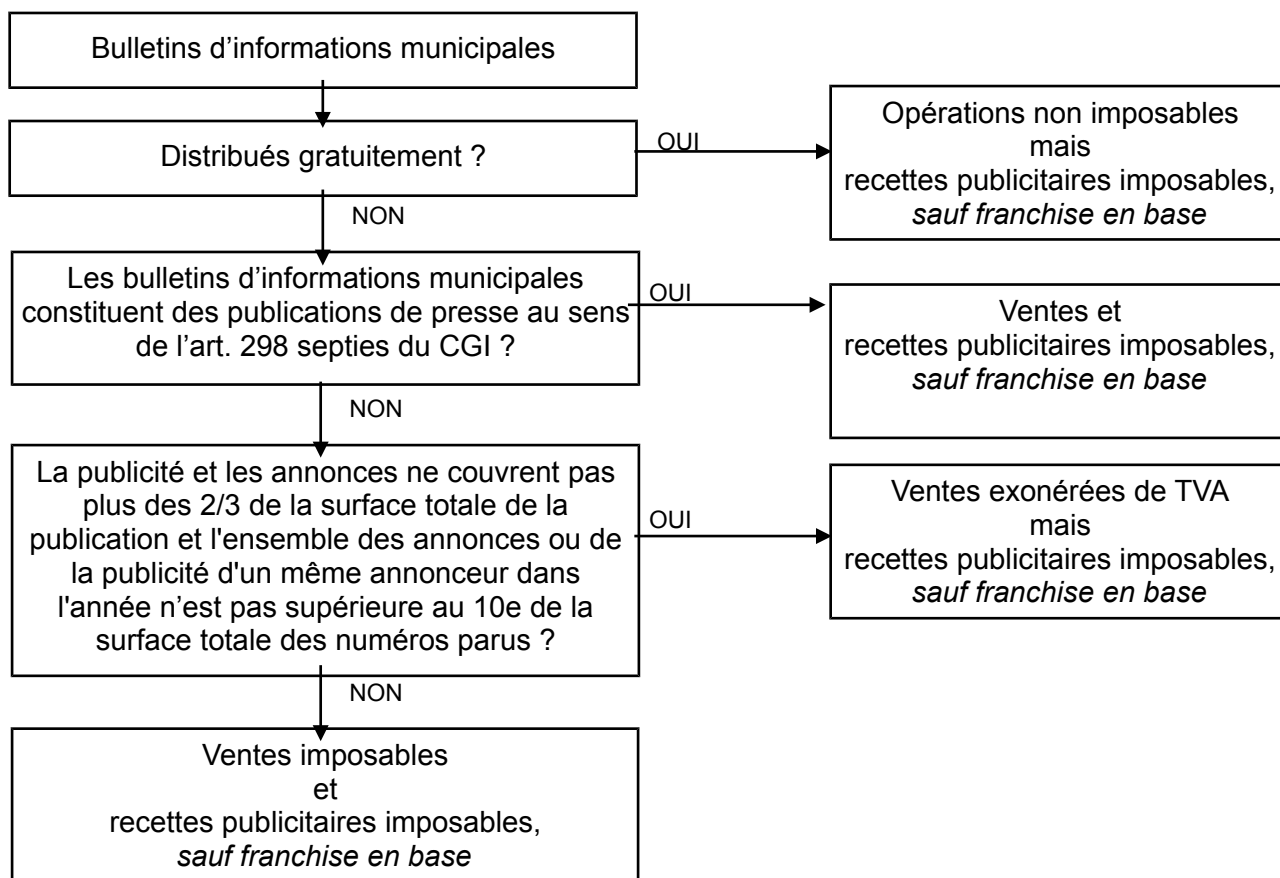 Bulletins d’informations municipales
Distribués gratuitement ?
OUI
Opérations non imposables
mais
recettes publicitaires imposables,
sauf franchise en base
NON
Les bulletins d’informations municipales
constituent des publications de presse au sens
de l’art. 298 septies du CGI ?
OUI
Ventes et
recettes publicitaires imposables,
sauf franchise en base
NON
La publicité et les annonces ne couvrent pas
plus des 2/3 de la surface totale de la
publication et l'ensemble des annonces ou de
la publicité d'un même annonceur dans
l'année n’est pas supérieure au 10e de la
surface totale des numéros parus ?
OUI
Ventes exonérées de TVA
mais
recettes publicitaires imposables,
sauf franchise en base
NON
Ventes imposables
et
recettes publicitaires imposables,
sauf franchise en base